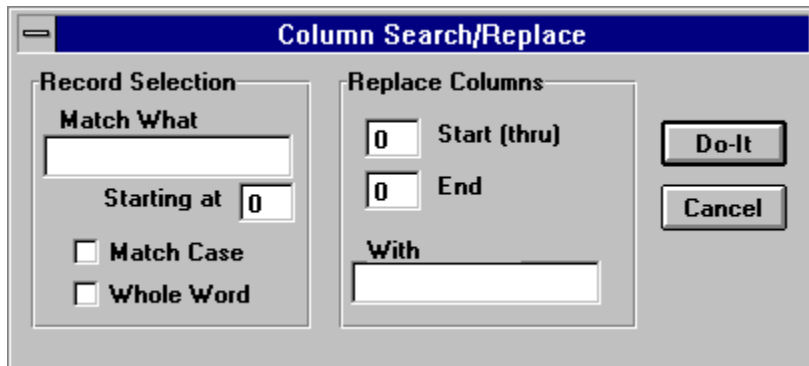 Column Search/Replace
Record Selection
Match What
Starting at 0
Match Case
Whole Word
Replace Columns
0 Start (thru)
0 End
With
Do-It
Cancel